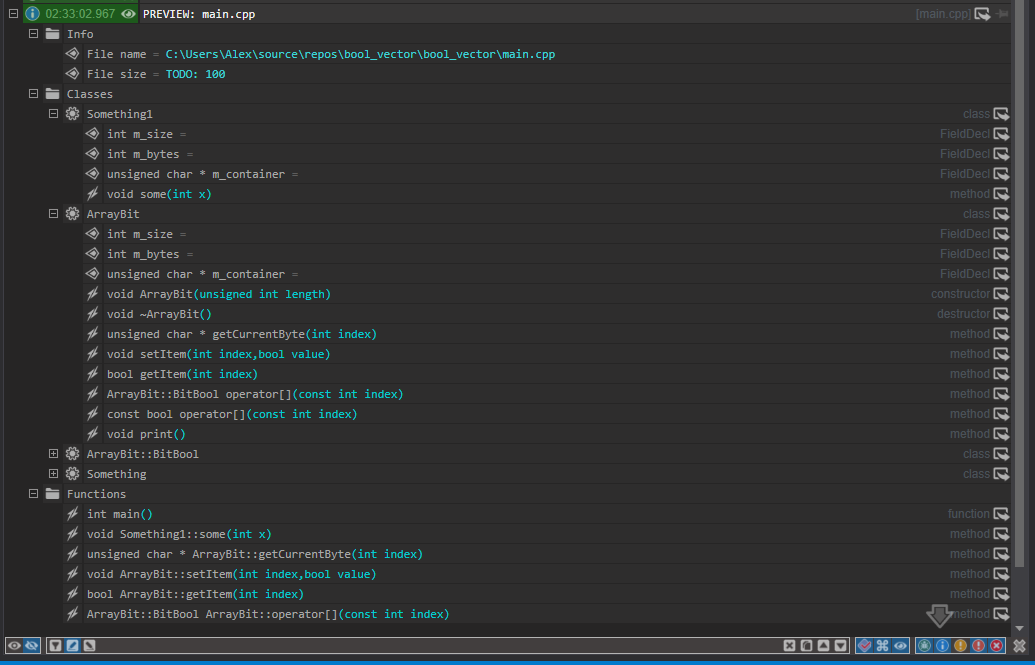 02:33:02.967 PREVIEW: main.cpp [main.cpp]
Info
File name = C:\Users\Alex\source\repos\bool_vector\bool_vector\main.cpp
File size = TODO: 100
Classes
Something1 class
int m_size = FieldDecl
int m_bytes = FieldDecl
unsigned char * m_container = FieldDecl
void some(int x) method
ArrayBit class
int m_size = FieldDecl
int m_bytes = FieldDecl
unsigned char * m_container = FieldDecl
void ArrayBit(unsigned int length) constructor
void ~ArrayBit() destructor
unsigned char * getCurrentByte(int index) method
void setItem(int index,bool value) method
bool getItem(int index) method
ArrayBit::BitBool operator[](const int index) method
const bool operator[](const int index) method
void print() method
ArrayBit::BitBool class
Something class
Functions
int main() function
void Something1::some(int x) method
unsigned char * ArrayBit::getCurrentByte(int index) method
void ArrayBit::setItem(int index,bool value) method
bool ArrayBit::getItem(int index) method
ArrayBit::BitBool ArrayBit::operator[](const int index) method